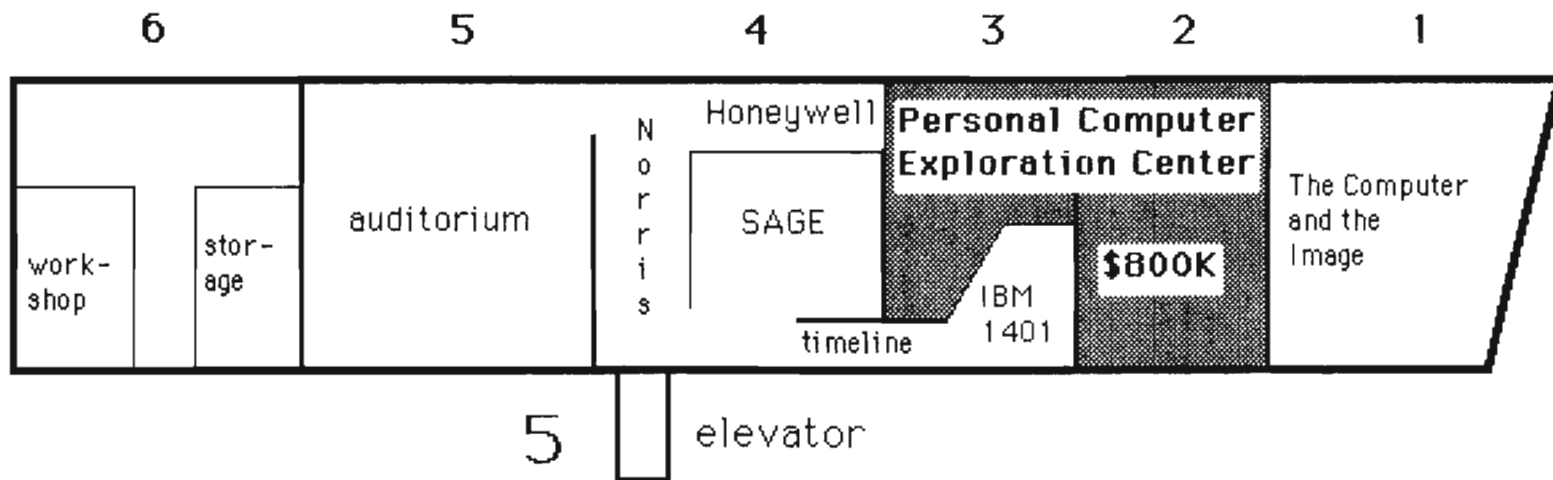 6 5 4 3 2 1
Honeywell
Norris
Personal Computer
Exploration Center
The Computer
and the
Image
auditorium
SAGE
stor-
age
work-
shop
$800K
IBM
1401
timeline
5 elevator